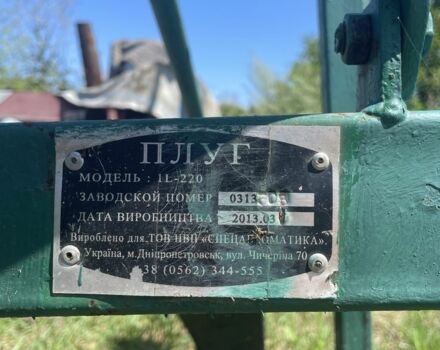 ПЛУГ
МОДЕЛЬ : 1L-220
ЗАВОДСКОЙ НОМЕР
ДАТА ВИРОБНИЦТВА 2013.03
Вироблено для ТОВ НВП «СПЕЦАВТОМАТИКА».
Україна, м.Дніпропетровськ, вул. Чичеріна 70
38 (0562) 344-555